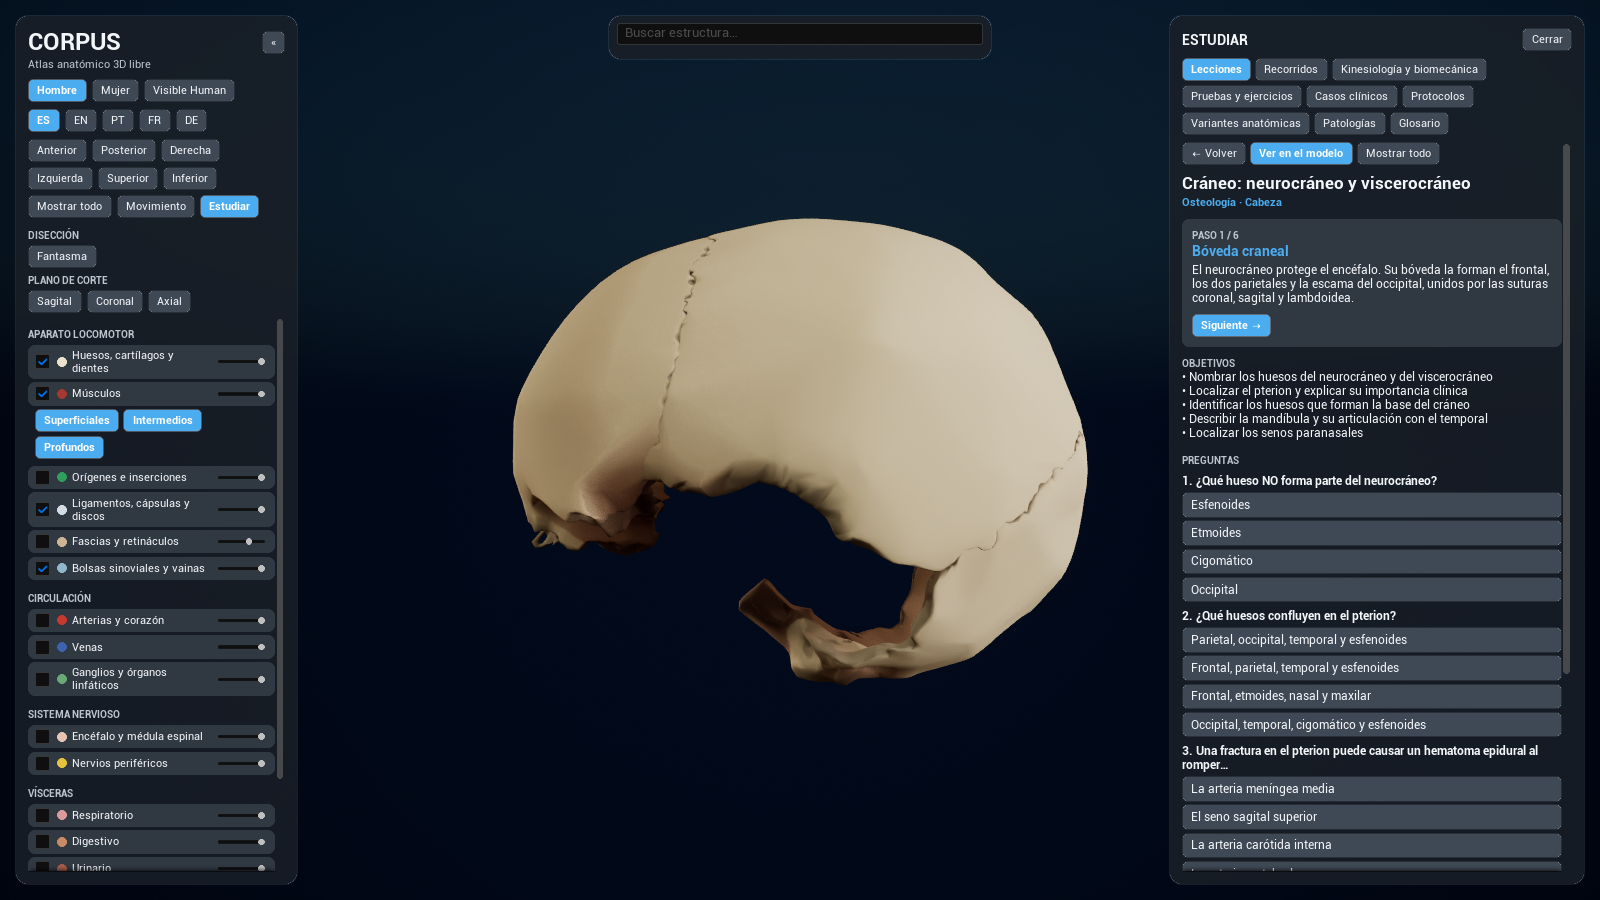 CORPUS
«
Atlas anatómico 3D libre
Hombre Mujer Visible Human
ES EN PT FR DE
Anterior Posterior Derecha
Izquierda Superior Inferior
Mostrar todo Movimiento Estudiar
DISECCIÓN
Fantasma
PLANO DE CORTE
Sagital Coronal Axial
APARATO LOCOMOTOR
Huesos, cartílagos y
dientes
Músculos
Superficiales Intermedios
Profundos
Orígenes e inserciones
Ligamentos, cápsulas y
discos
Fascias y retináculos
Bolsas sinoviales y vainas
CIRCULACIÓN
Arterias y corazón
Venas
Ganglios y órganos
linfáticos
SISTEMA NERVIOSO
Encéfalo y médula espinal
Nervios periféricos
VÍSCERAS
Respiratorio
Digestivo
Urinario
Buscar estructura...
ESTUDIAR Cerrar
Lecciones Recorridos Kinesiología y biomecánica
Pruebas y ejercicios Casos clínicos Protocolos
Variantes anatómicas Patologías Glosario
← Volver Ver en el modelo Mostrar todo
Cráneo: neurocráneo y viscerocráneo
Osteología · Cabeza
PASO 1 / 6
Bóveda craneal
El neurocráneo protege el encéfalo. Su bóveda la forman el frontal,
los dos parietales y la escama del occipital, unidos por las suturas
coronal, sagital y lambdoidea.
Siguiente →
OBJETIVOS
• Nombrar los huesos del neurocráneo y del viscerocráneo
• Localizar el pterion y explicar su importancia clínica
• Identificar los huesos que forman la base del cráneo
• Describir la mandíbula y su articulación con el temporal
• Localizar los senos paranasales
PREGUNTAS
1. ¿Qué hueso NO forma parte del neurocráneo?
Esfenoides
Etmoides
Cigomático
Occipital
2. ¿Qué huesos confluyen en el pterion?
Parietal, occipital, temporal y esfenoides
Frontal, parietal, temporal y esfenoides
Frontal, etmoides, nasal y maxilar
Occipital, temporal, cigomático y esfenoides
3. Una fractura en el pterion puede causar un hematoma epidural al
romper...
La arteria meníngea media
El seno sagital superior
La arteria carótida interna